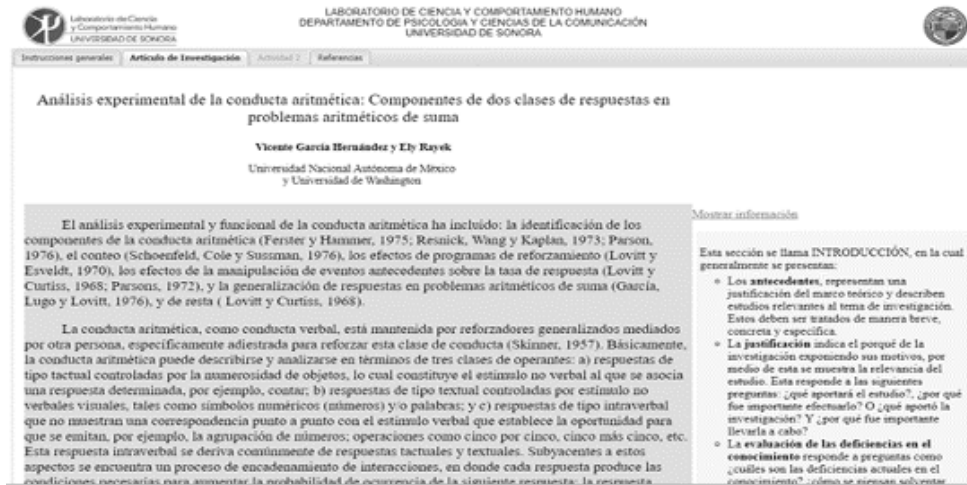 Laboratorio de Ciencia
y Comportamiento Humano
UNIVERSIDAD DE SONORA
LABORATORIO DE CIENCIA Y COMPORTAMIENTO HUMANO
DEPARTAMENTO DE PSICOLOGIA Y CIENCIAS DE LA COMUNICACIÓN
UNIVERSIDAD DE SONORA
Instrucciones generales
Artículo de Investigación
Actividad 2
Referencias
Análisis experimental de la conducta aritmética: Componentes de dos clases de respuestas en
problemas aritméticos de suma
Vicente García Hernández y Ely Rayek
Universidad Nacional Autónoma de México
y Universidad de Washington
El análisis experimental y funcional de la conducta aritmética ha incluido: la identificación de los
componentes de la conducta aritmética (Ferster y Hammer, 1975; Resnick, Wang y Kaplan, 1973; Parson,
1976), el conteo (Schoenfeld, Cole y Sussman, 1976), los efectos de programas de reforzamiento (Lovitt y
Esveldt, 1970), los efectos de la manipulación de eventos antecedentes sobre la tasa de respuesta (Lovitt y
Curtiss, 1968; Parsons, 1972), y la generalización de respuestas en problemas aritméticos de suma (García,
Lugo y Lovitt, 1976), y de resta ( Lovitt y Curtiss, 1968).
La conducta aritmética, como conducta verbal, está mantenida por reforzadores generalizados mediados
por otra persona, específicamente adiestrada para reforzar esta clase de conducta (Skinner, 1957). Básicamente,
la conducta aritmética puede describirse y analizarse en términos de tres clases de operantes: a) respuestas de
tipo tactual controladas por la numerosidad de objetos, lo cual constituye el estímulo no verbal al que se asocia
una respuesta determinada, por ejemplo, contar; b) respuestas de tipo textual controladas por estímulo no
verbales visuales, tales como símbolos numéricos (números) y/o palabras; y c) respuestas de tipo intraverbal
que no muestran una correspondencia punto a punto con el estímulo verbal que establece la oportunidad para
que se emitan, por ejemplo, la agrupación de números; operaciones como cinco por cinco, cinco más cinco, etc.
Esta respuesta intraverbal se deriva comúnmente de respuestas tactuales y textuales. Subyacentes a estos
aspectos se encuentra un proceso de encadenamiento de interacciones, en donde cada respuesta produce las
condiciones necesarias para aumentar la probabilidad de ocurrencia de la siguiente respuesta: la respuesta
Mostrar información
Esta sección se llama INTRODUCCIÓN, en la cual
generalmente se presentan:
Los antecedentes, representan una
justificación del marco teórico y describen
estudios relevantes al tema de investigación.
Estos deben ser tratados de manera breve,
concreta y específica.
La justificación indica el porqué de la
investigación exponiendo sus motivos, por
medio de esta se muestra la relevancia del
estudio. Esta responde a las siguientes
preguntas: ¿qué aportará el estudio?, ¿por qué
fue importante efectuarlo? O ¿qué aportó la
investigación? Y ¿por qué fue importante
llevarla a cabo?
La evaluación de las deficiencias en el
conocimiento responde a preguntas como
¿cuáles son las deficiencias actuales en el
conocimiento? ¿cómo se piensan solventar